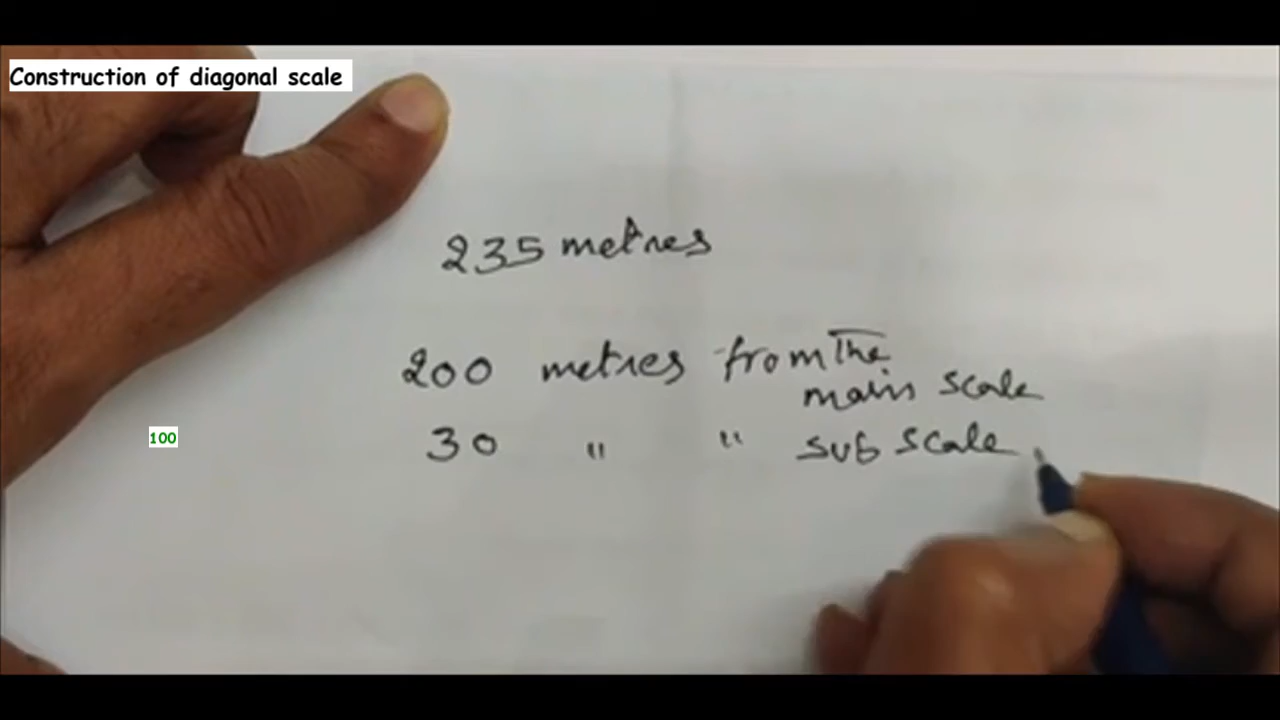 Construction of diagonal scale
235 metres
200 metres from the
main scale
30 " " sub scale
100